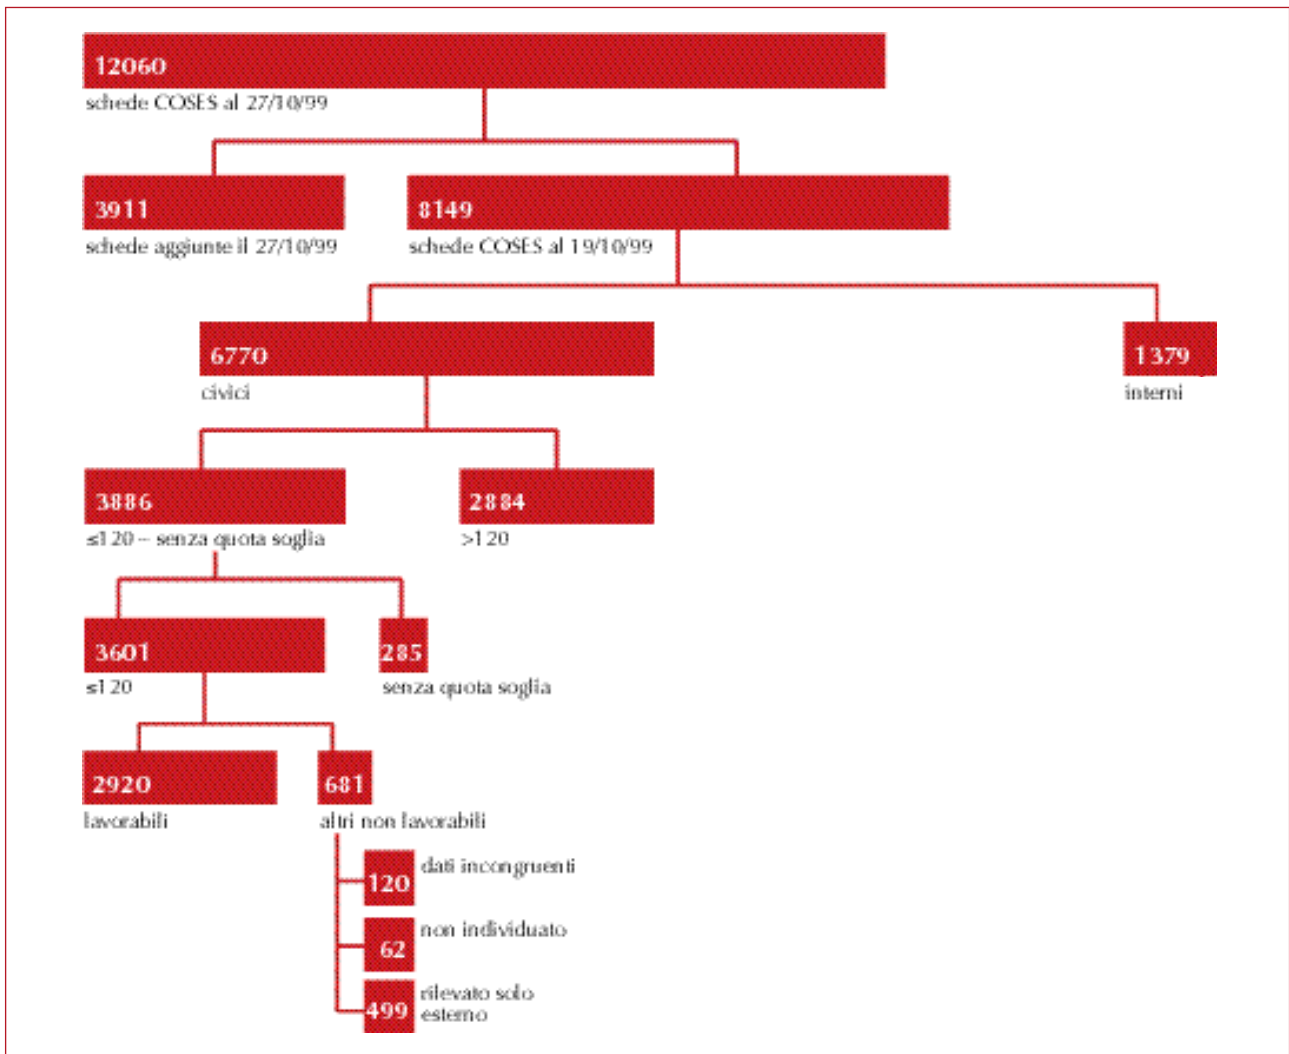 12060
schede COSES al 27/10/99
3911
schede aggiunte il 27/10/99
8149
schede COSES al 19/10/99
6770
civici
1379
interni
3886
≤120 – senza quota soglia
2884
>120
3601
≤120
285
senza quota soglia
2920
lavorabili
681
altri non lavorabili
120
dati incongruenti
62
non individuato
499
rilevato solo
esterno